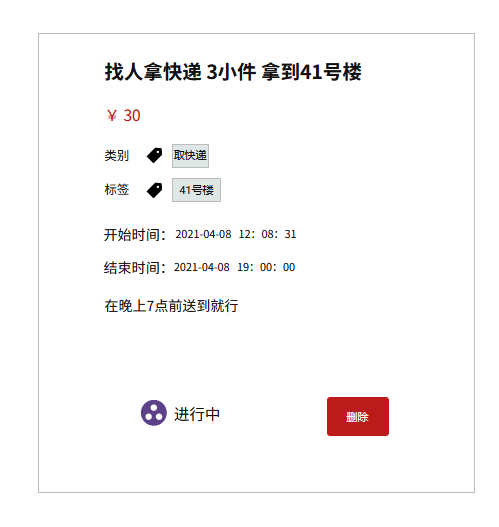 找人拿快递 3小件 拿到41号楼
￥ 30
类别 取快递
标签 41号楼
开始时间： 2021-04-08 12：08：31
结束时间： 2021-04-08 19：00：00
在晚上7点前送到就行
进行中 删除